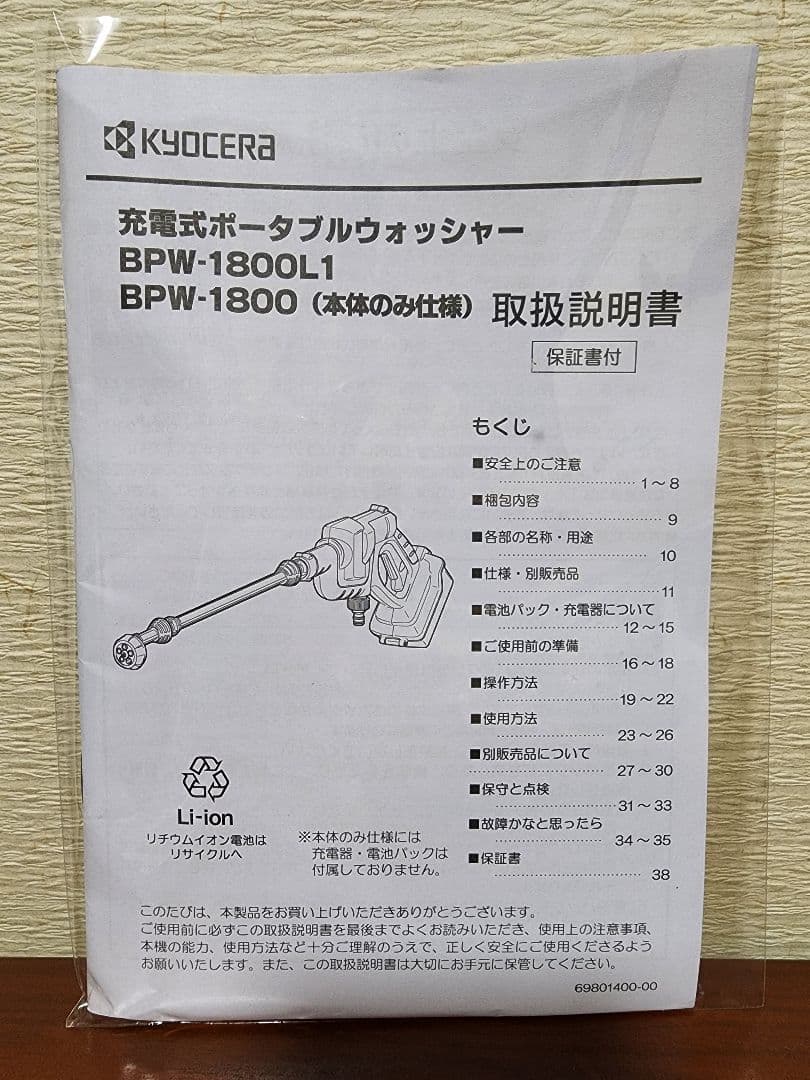 KYOCERA
充電式ポータブルウォッシャー
BPW-1800L1
BPW-1800（本体のみ仕様）取扱説明書
保証書付
もくじ
■安全上のご注意
1～8
■梱包内容
9
■各部の名称・用途
10
■仕様・別販売品
11
■電池パック・充電器について
12～15
■ご使用前の準備
16～18
■操作方法
19～22
■使用方法
23～26
■別販売品について
27～30
■保守と点検
31～33
■故障かなと思ったら
34～35
■保証書
38
Li-ion
リチウムイオン電池は
リサイクルへ
※本体のみ仕様には
充電器・電池パックは
付属しておりません。
このたびは、本製品をお買い上げいただきありがとうございます。
ご使用前に必ずこの取扱説明書を最後までよくお読みいただき、使用上の注意事項、
本機の能力、使用方法など十分ご理解のうえで、正しく安全にご使用くださるよう
お願いいたします。また、この取扱説明書は大切にお手元に保管してください。
69801400-00